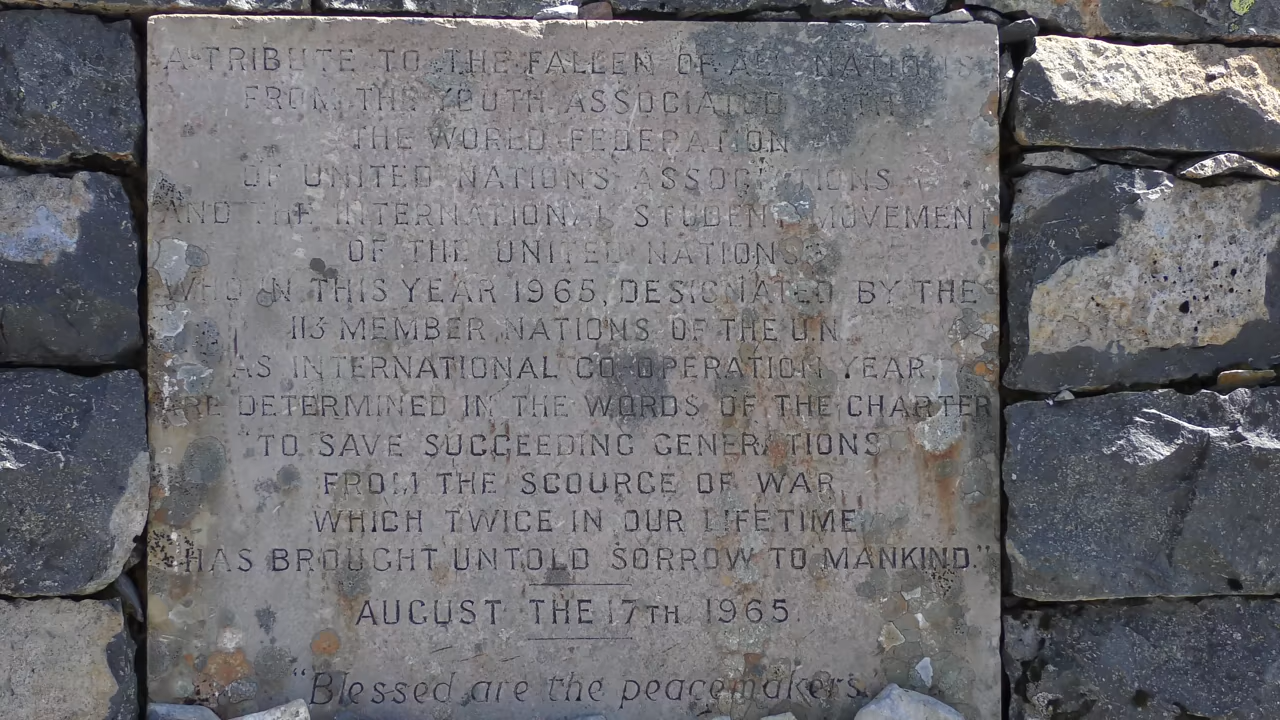 A TRIBUTE TO THE FALLEN OF ALL NATIONS
FROM THE YOUTH ASSOCIATED WITH
THE WORLD FEDERATION
OF UNITED NATIONS ASSOCIATIONS
AND THE INTERNATIONAL STUDENT MOVEMENT
OF THE UNITED NATIONS
WHO IN THIS YEAR 1965, DESIGNATED BY THE
113 MEMBER NATIONS OF THE U.N.
AS INTERNATIONAL CO-OPERATION YEAR
ARE DETERMINED IN THE WORDS OF THE CHARTER
"TO SAVE SUCCEEDING GENERATIONS
FROM THE SCOURGE OF WAR
WHICH TWICE IN OUR LIFETIME
HAS BROUGHT UNTOLD SORROW TO MANKIND."
AUGUST THE 17TH 1965.
"Blessed are the peacemakers."